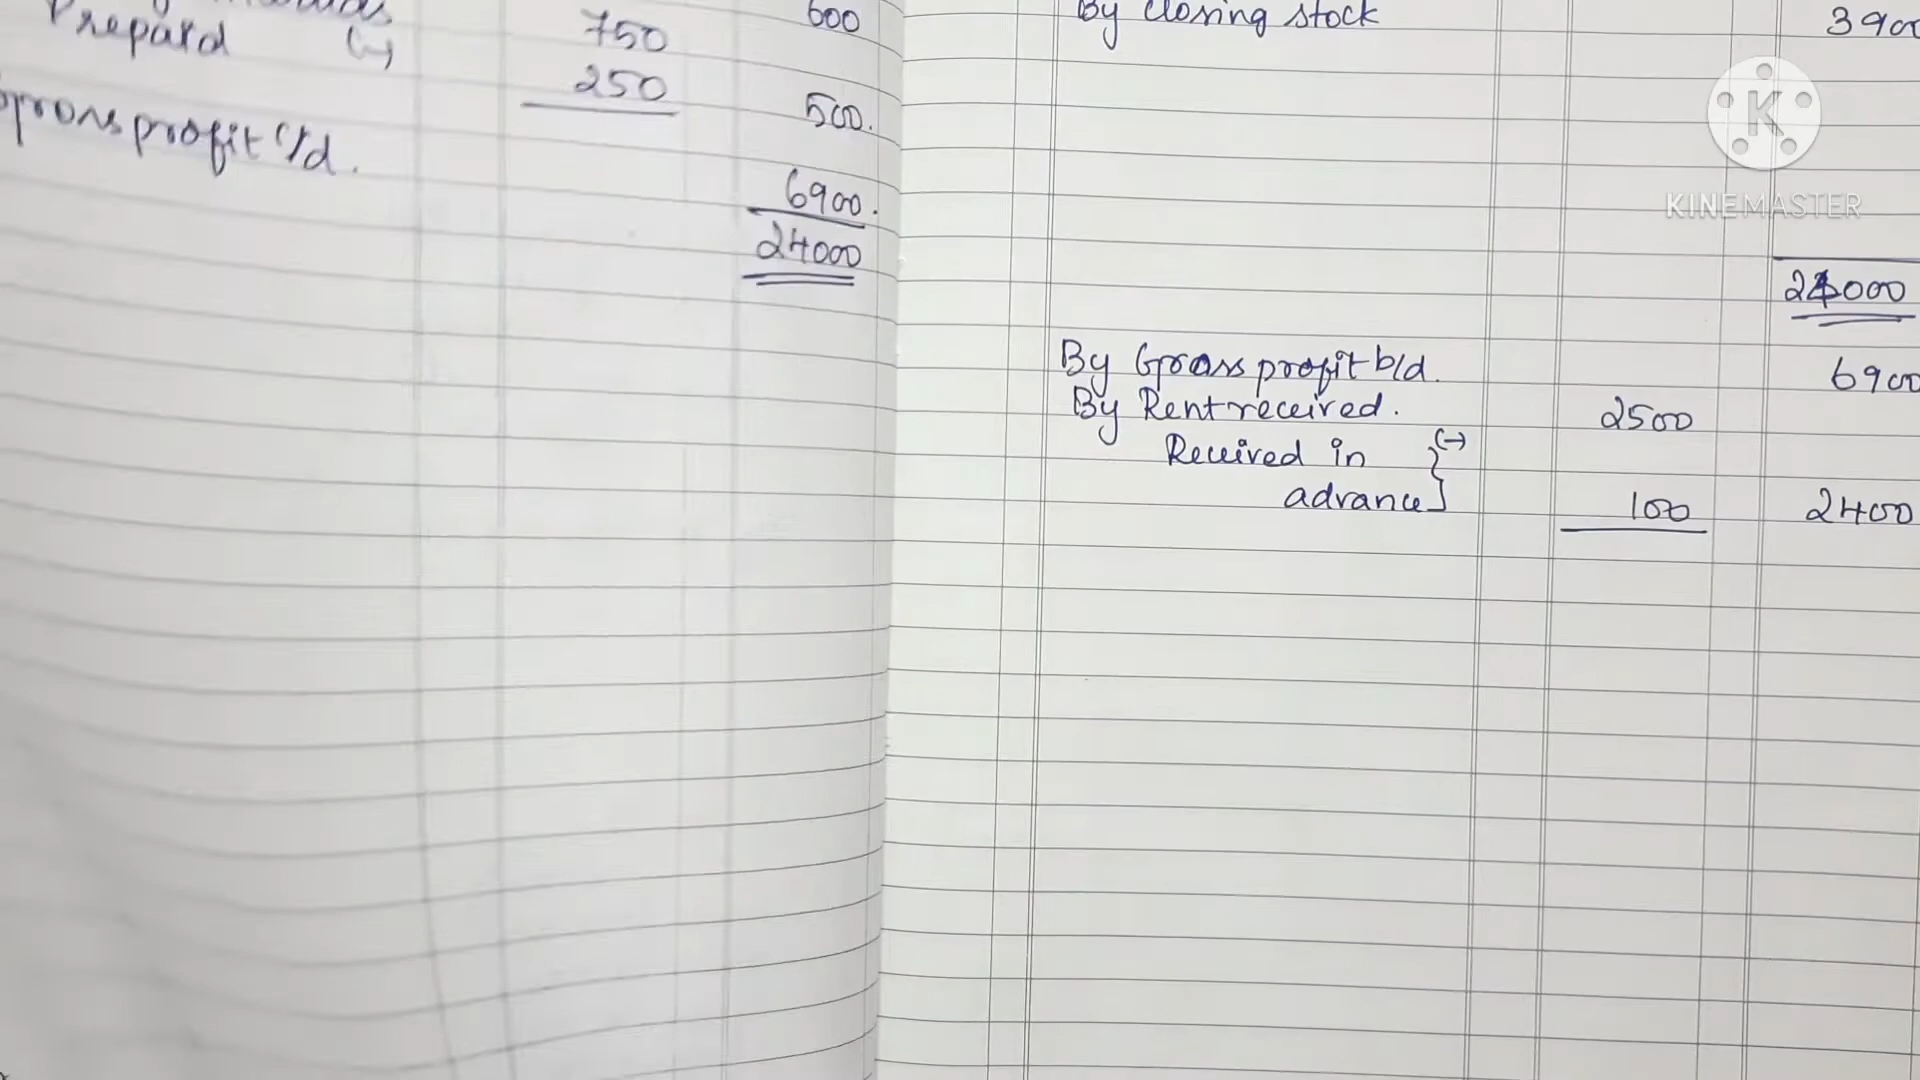 600
Prepaid (-) 750
250 500.
gross profit c/d.
6900.
24000
By closing stock 3900
24000
By Gross profit b/d. 6900
By Rent received. 2500
Received in (-)
advance 100 2400
K
KINEMASTER